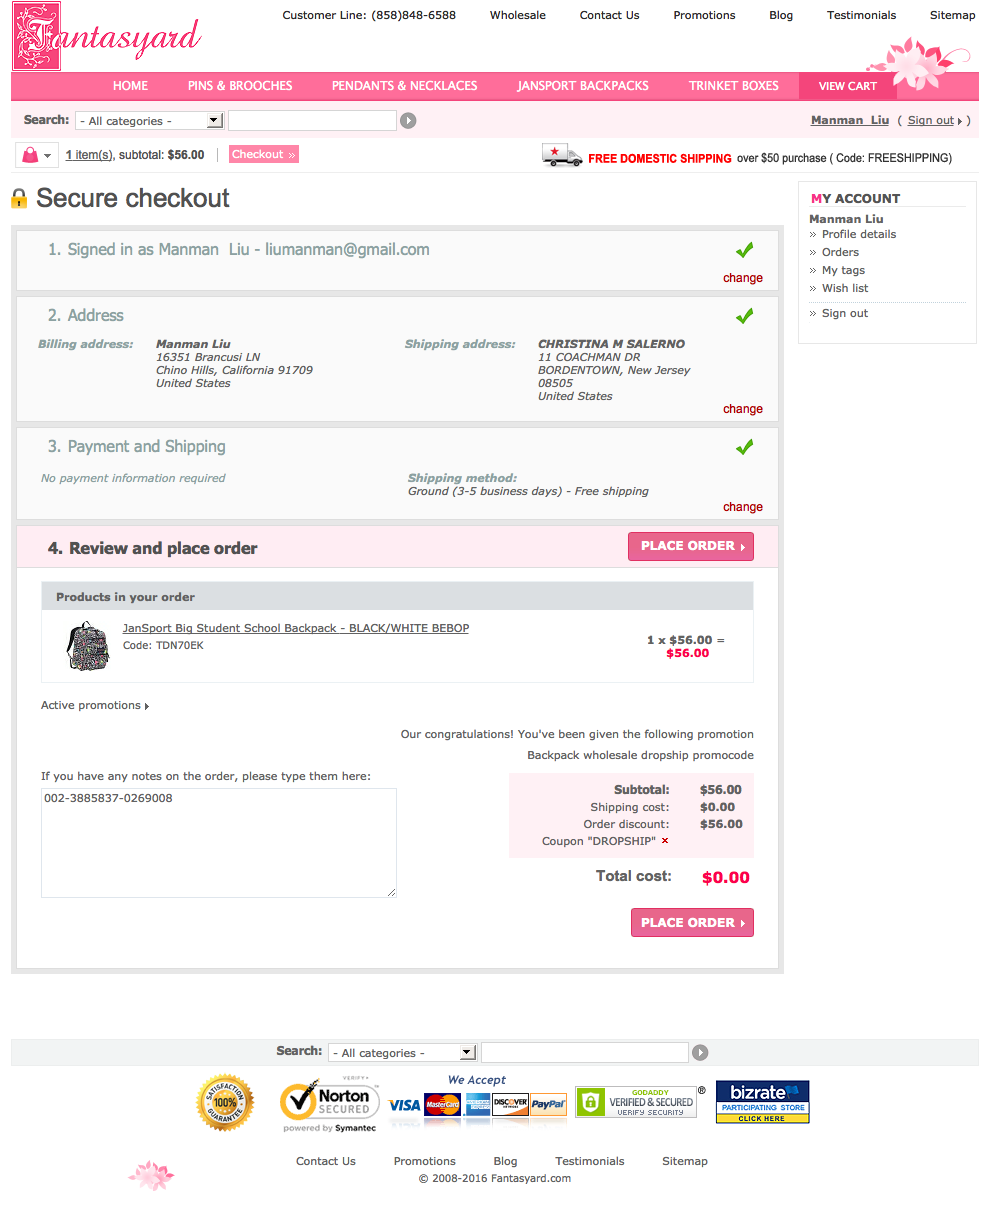 Fantasyard
Customer Line: (858)848-6588 Wholesale Contact Us Promotions Blog Testimonials Sitemap
HOME PINS & BROOCHES PENDANTS & NECKLACES JANSPORT BACKPACKS TRINKET BOXES VIEW CART
Search: - All categories - Manman Liu ( Sign out )
1 item(s), subtotal: $56.00 | Checkout » FREE DOMESTIC SHIPPING over $50 purchase ( Code: FREESHIPPING)
Secure checkout
MY ACCOUNT
Manman Liu
» Profile details
» Orders
» My tags
» Wish list
» Sign out
1. Signed in as Manman Liu - liumanman@gmail.com
change
2. Address
Billing address: Manman Liu
16351 Brancusi LN
Chino Hills, California 91709
United States
Shipping address: CHRISTINA M SALERNO
11 COACHMAN DR
BORDENTOWN, New Jersey
08505
United States
change
3. Payment and Shipping
No payment information required
Shipping method:
Ground (3-5 business days) - Free shipping
change
4. Review and place order PLACE ORDER
Products in your order
JanSport Big Student School Backpack - BLACK/WHITE BEBOP
Code: TDN70EK
1 x $56.00 =
$56.00
Active promotions
Our congratulations! You've been given the following promotion
Backpack wholesale dropship promocode
If you have any notes on the order, please type them here:
002-3885837-0269008
Subtotal: $56.00
Shipping cost: $0.00
Order discount: $56.00
Coupon "DROPSHIP" ×
Total cost: $0.00
PLACE ORDER
Search: - All categories -
SATISFACTION
100%
GUARANTEE
VERIFY
Norton
SECURED
powered by Symantec
We Accept
VISA MasterCard DISCOVER PayPal
GODADDY
VERIFIED & SECURED
VERIFY SECURITY
®
bizrate
PARTICIPATING STORE
CLICK HERE
Contact Us Promotions Blog Testimonials Sitemap
© 2008-2016 Fantasyard.com